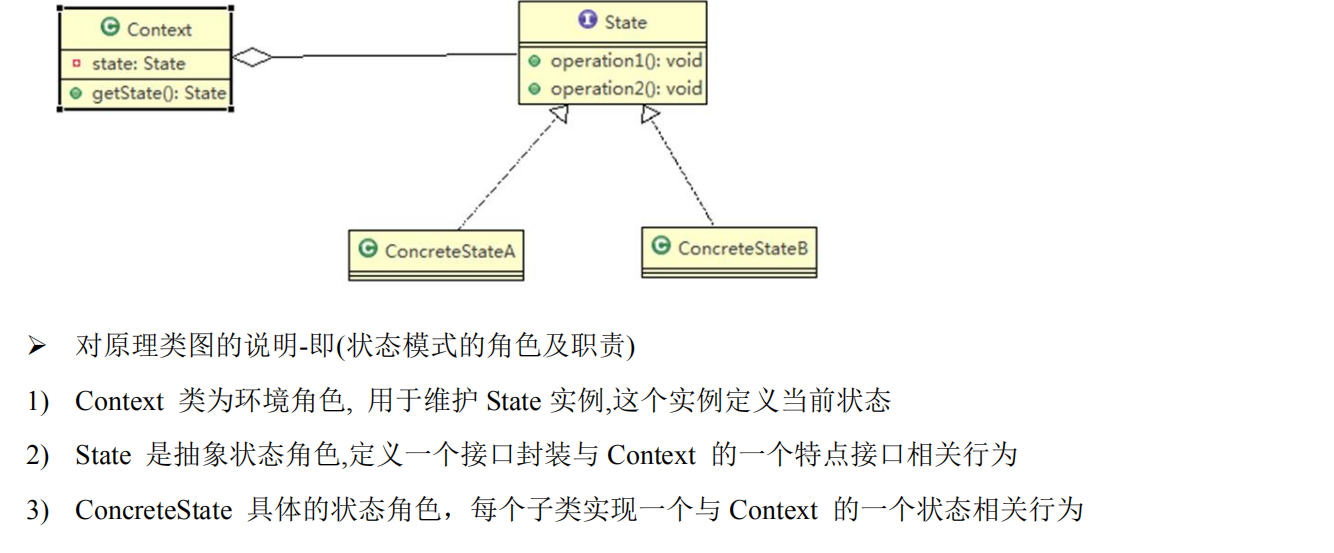 Context
state: State
getState(): State
State
operation1(): void
operation2(): void
ConcreteStateA
ConcreteStateB
➢ 对原理类图的说明-即(状态模式的角色及职责)
1) Context 类为环境角色, 用于维护 State 实例,这个实例定义当前状态
2) State 是抽象状态角色,定义一个接口封装与 Context 的一个特点接口相关行为
3) ConcreteState 具体的状态角色，每个子类实现一个与 Context 的一个状态相关行为